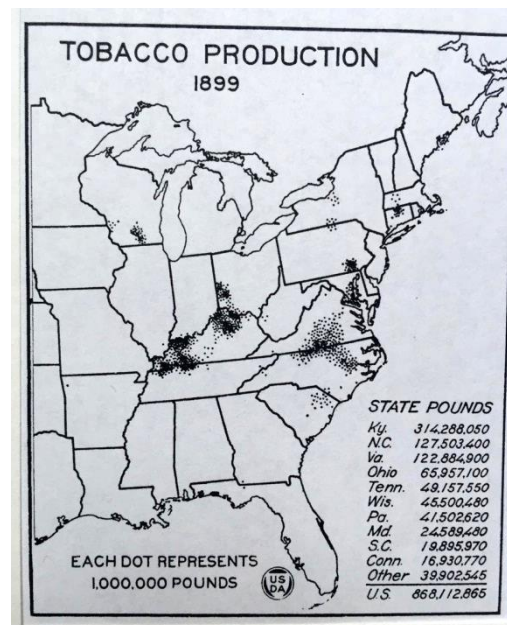 TOBACCO PRODUCTION
1899
STATE POUNDS
Ky. 314,288,050
N.C. 127,503,400
Va. 122,884,900
Ohio 65,957,100
Tenn. 49,157,550
Wis. 45,500,480
Pa. 41,502,620
Md. 24,589,480
S.C. 19,895,970
Conn. 16,930,770
Other 39,902,545
U.S. 868,112,865
EACH DOT REPRESENTS
1,000,000 POUNDS
US
DA